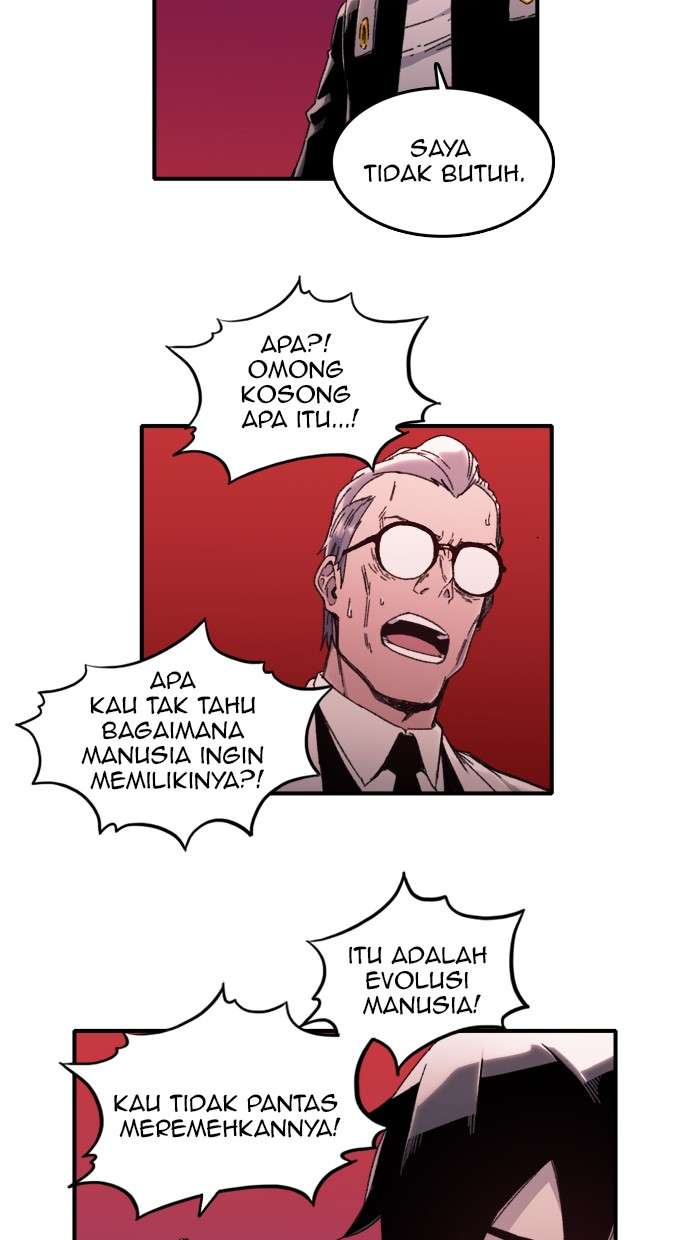 SAYA
TIDAK BUTUH.
APA?!
OMONG
KOSONG
APA ITU...!
APA
KAU TAK TAHU
BAGAIMANA
MANUSIA INGIN
MEMILIKINYA?!
ITU ADALAH
EVOLUSI
MANUSIA!
KAU TIDAK PANTAS
MEREMEHKANNYA!